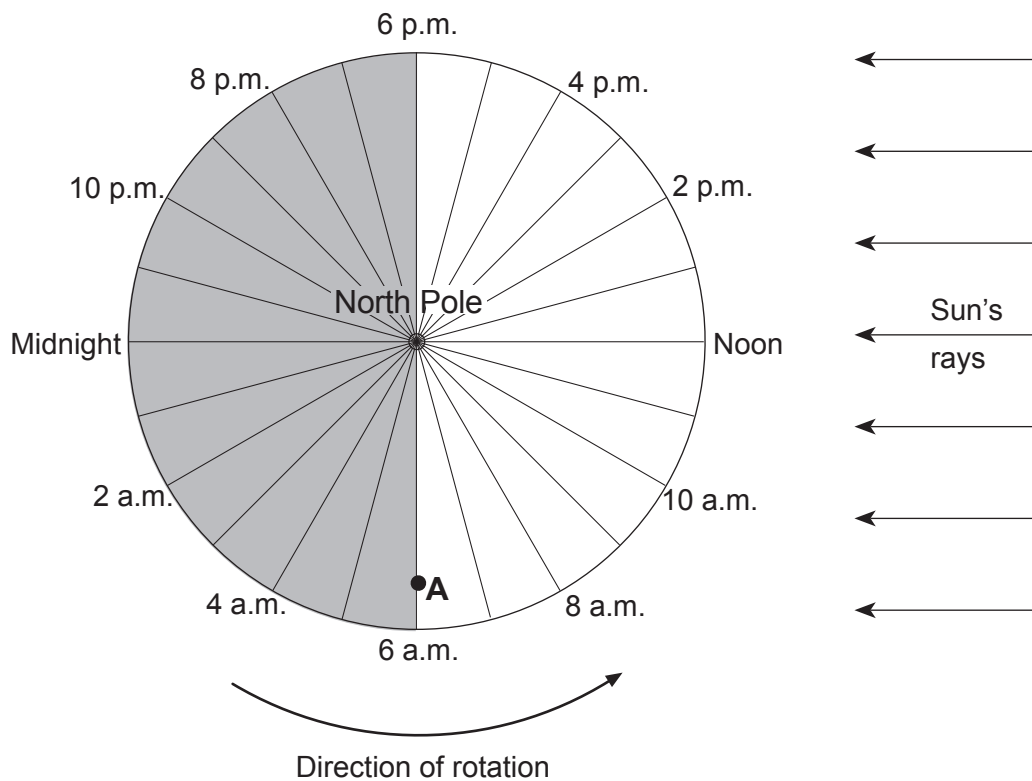 6 p.m.
8 p.m.
4 p.m.
10 p.m.
2 p.m.
North Pole
Midnight
Noon
Sun's
rays
2 a.m.
10 a.m.
A
4 a.m.
8 a.m.
6 a.m.
Direction of rotation